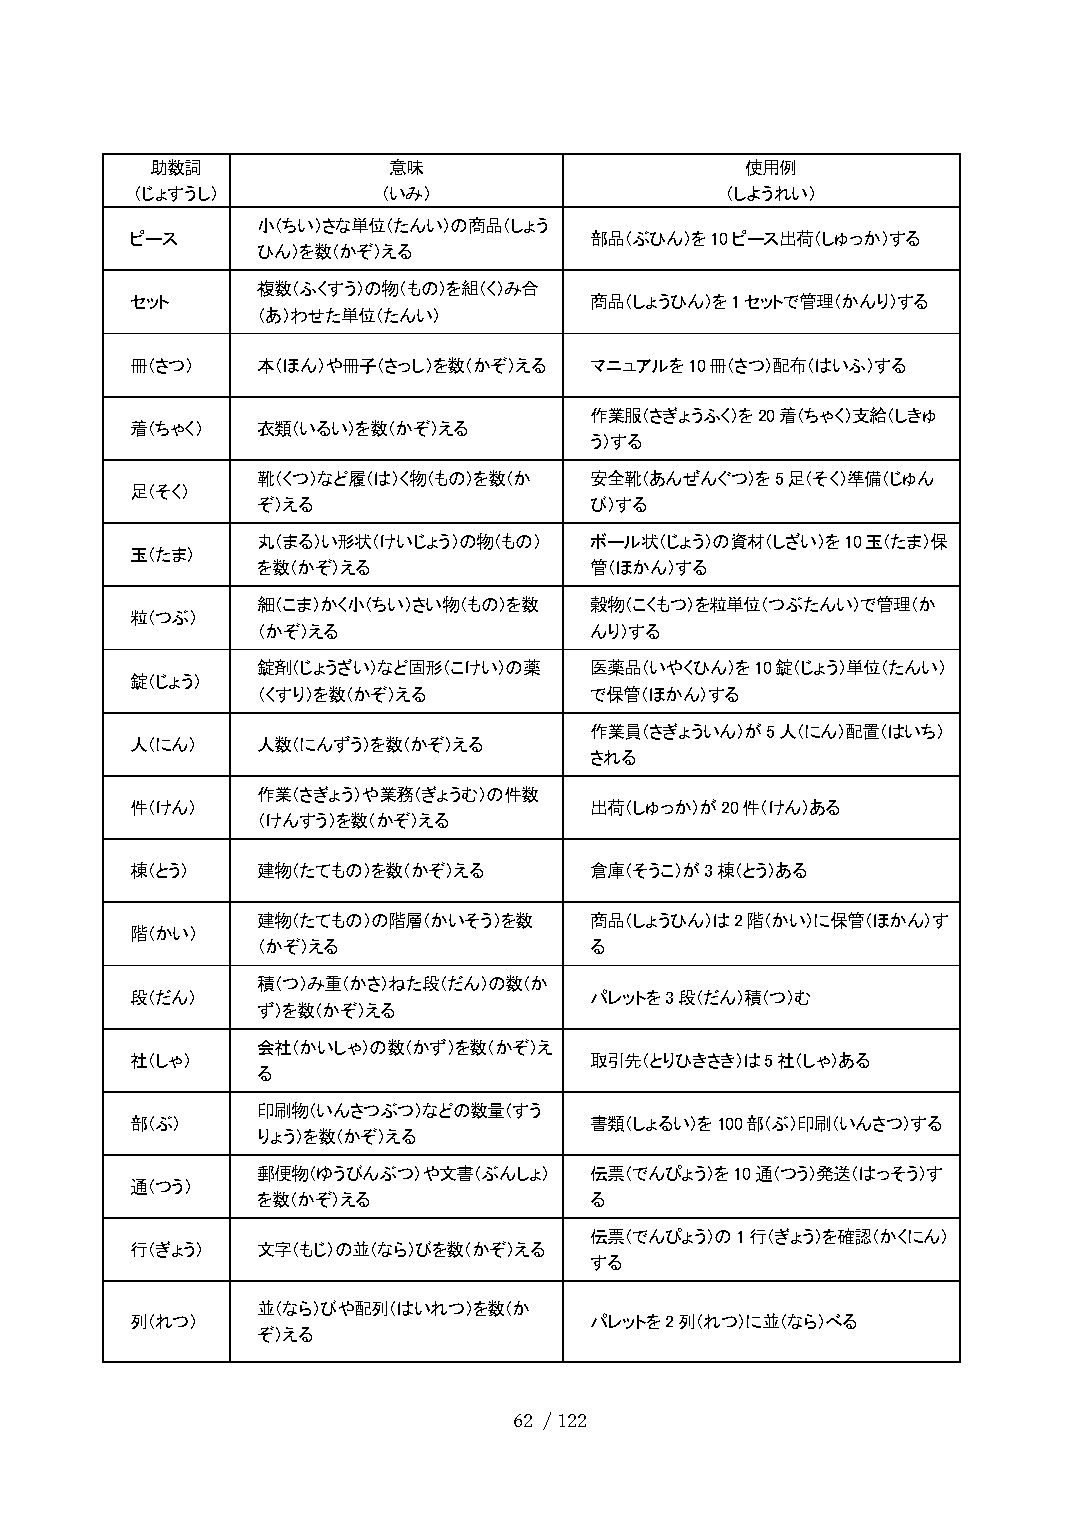 助数詞 意味 使用例
（じょすうし） （いみ） （しようれい）
ピース
小（ちい）さな単位（たんい）の商品（しょう
ひん）を数（かぞ）える
部品（ぶひん）を 10 ピース出荷（しゅっか）する
セット
複数（ふくすう）の物（もの）を組（く）み合
（あ）わせた単位（たんい）
商品（しょうひん）を 1 セットで管理（かんり）する
冊（さつ）
本（ほん）や冊子（さっし）を数（かぞ）える
マニュアルを 10 冊（さつ）配布（はいふ）する
着（ちゃく）
衣類（いるい）を数（かぞ）える
作業服（さぎょうふく）を 20 着（ちゃく）支給（しきゅ
う）する
足（そく）
靴（くつ）など履（は）く物（もの）を数（か
ぞ）える
安全靴（あんぜんぐつ）を 5 足（そく）準備（じゅん
び）する
玉（たま）
丸（まる）い形状（けいじょう）の物（もの）
を数（かぞ）える
ボール状（じょう）の資材（しざい）を 10 玉（たま）保
管（ほかん）する
粒（つぶ）
細（こま）かく小（ちい）さい物（もの）を数
（かぞ）える
穀物（こくもつ）を粒単位（つぶたんい）で管理（か
んり）する
錠（じょう）
錠剤（じょうざい）など固形（こけい）の薬
（くすり）を数（かぞ）える
医薬品（いやくひん）を 10 錠（じょう）単位（たんい）
で保管（ほかん）する
人（にん）
人数（にんずう）を数（かぞ）える
作業員（さぎょういん）が 5 人（にん）配置（はいち）
される
件（けん）
作業（さぎょう）や業務（ぎょうむ）の件数
（けんすう）を数（かぞ）える
出荷（しゅっか）が 20 件（けん）ある
棟（とう）
建物（たてもの）を数（かぞ）える
倉庫（そうこ）が 3 棟（とう）ある
階（かい）
建物（たてもの）の階層（かいそう）を数
（かぞ）える
商品（しょうひん）は 2 階（かい）に保管（ほかん）す
る
段（だん）
積（つ）み重（かさ）ねた段（だん）の数（か
ず）を数（かぞ）える
パレットを 3 段（だん）積（つ）む
社（しゃ）
会社（かいしゃ）の数（かず）を数（かぞ）え
る
取引先（とりひきさき）は 5 社（しゃ）ある
部（ぶ）
印刷物（いんさつぶつ）などの数量（すう
りょう）を数（かぞ）える
書類（しょるい）を 100 部（ぶ）印刷（いんさつ）する
通（つう）
郵便物（ゆうびんぶつ）や文書（ぶんしょ）
を数（かぞ）える
伝票（でんぴょう）を 10 通（つう）発送（はっそう）す
る
行（ぎょう）
文字（もじ）の並（なら）びを数（かぞ）える
伝票（でんぴょう）の 1 行（ぎょう）を確認（かくにん）
する
列（れつ）
並（なら）びや配列（はいれつ）を数（か
ぞ）える
パレットを 2 列（れつ）に並（なら）べる
62 / 122